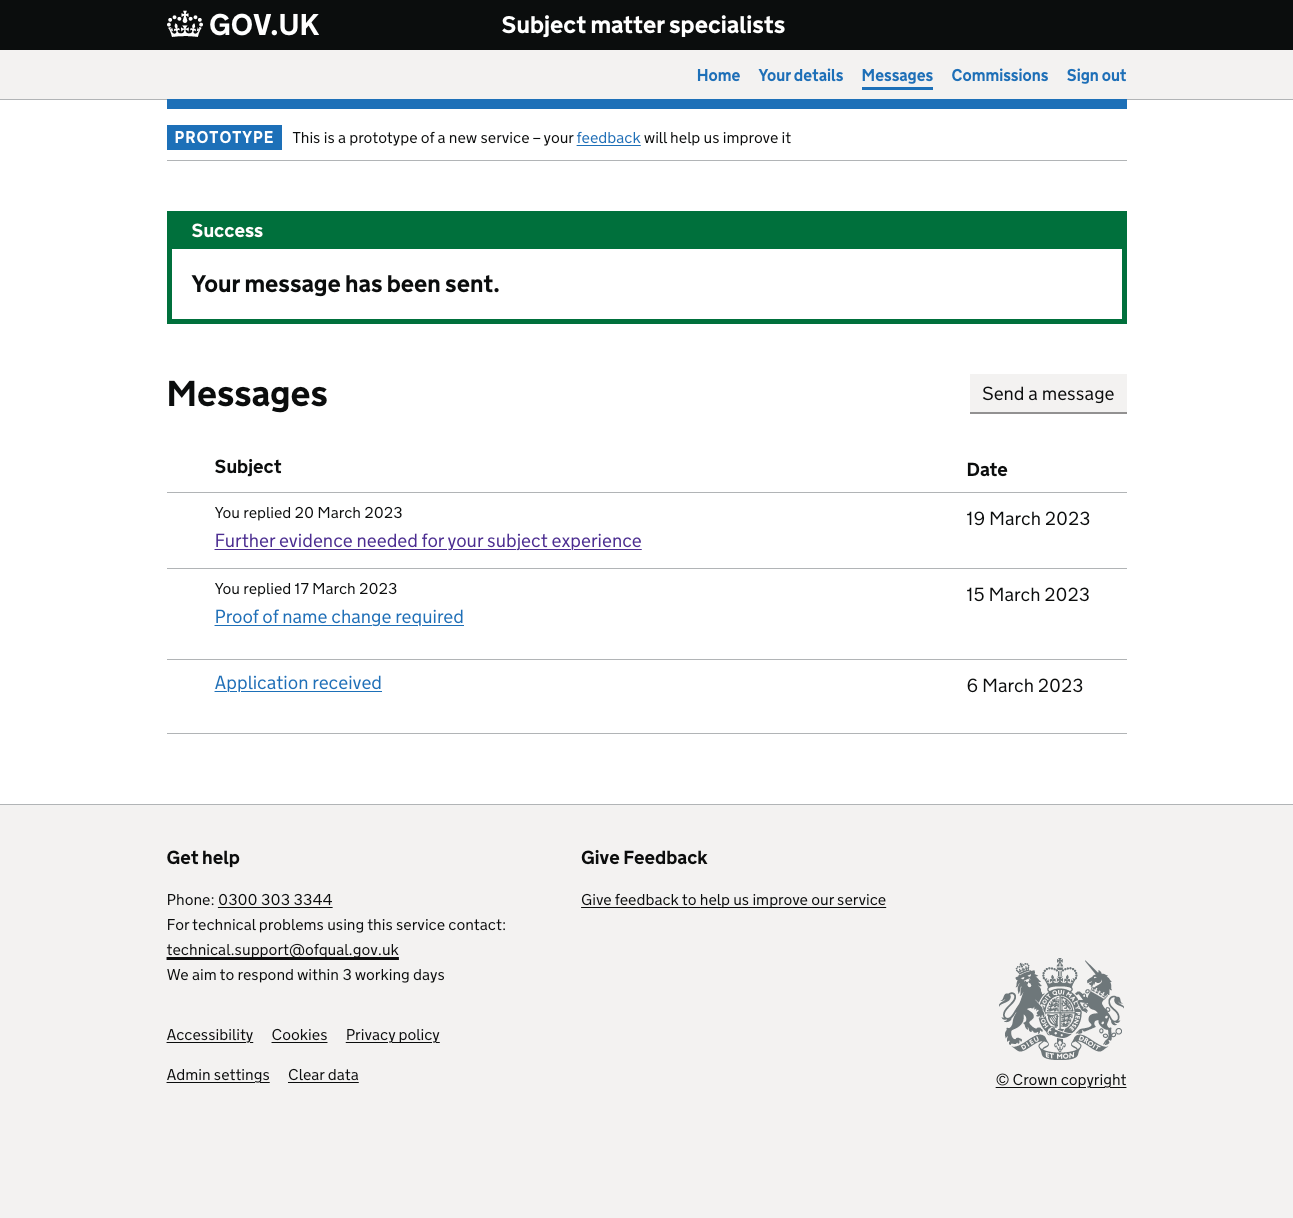 GOV.UK
Subject matter specialists
Home Your details Messages Commissions Sign out
PROTOTYPE This is a prototype of a new service – your feedback will help us improve it
Success
Your message has been sent.
Messages
Send a message
Subject Date
You replied 20 March 2023
Further evidence needed for your subject experience
19 March 2023
You replied 17 March 2023
Proof of name change required
15 March 2023
Application received
6 March 2023
Get help
Phone: 0300 303 3344
For technical problems using this service contact:
technical.support@ofqual.gov.uk
We aim to respond within 3 working days
Accessibility Cookies Privacy policy
Admin settings Clear data
Give Feedback
Give feedback to help us improve our service
DIEU ET MON DROIT
© Crown copyright